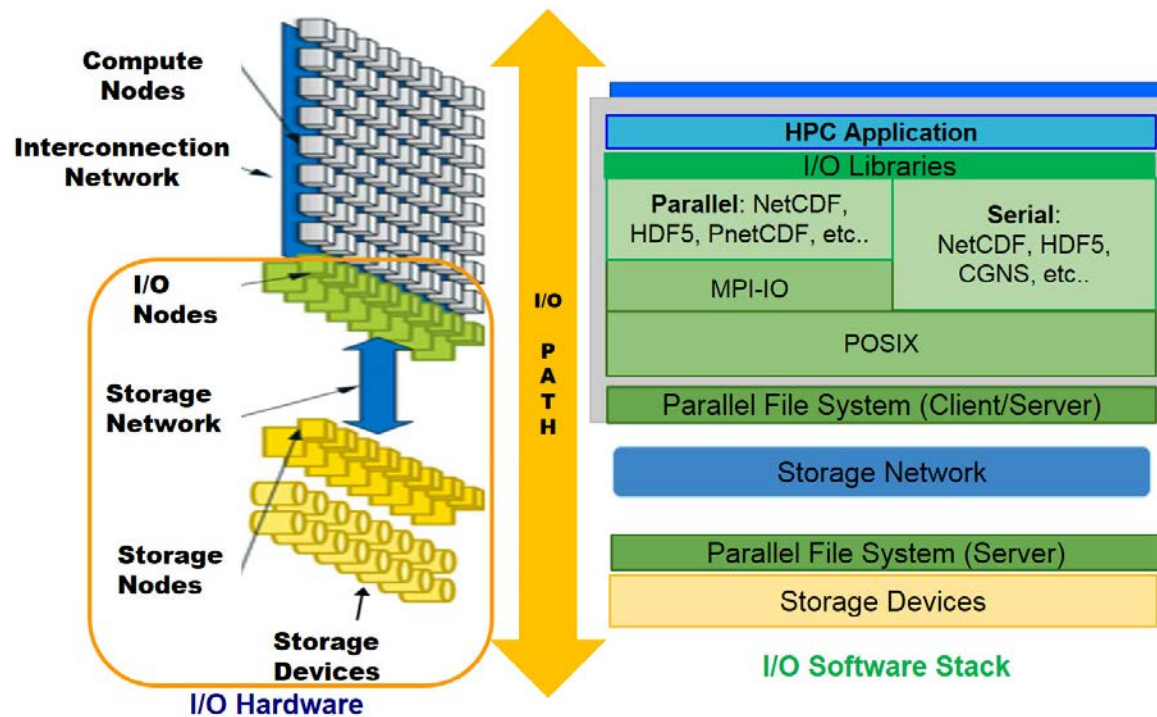 Compute
Nodes
Interconnection
Network
I/O
Nodes
Storage
Network
Storage
Nodes
Storage
Devices
I/O Hardware
I/O
P
A
T
H
HPC Application
I/O Libraries
Parallel: NetCDF,
HDF5, PnetCDF, etc..
Serial:
NetCDF, HDF5,
CGNS, etc..
MPI-IO
POSIX
Parallel File System (Client/Server)
Storage Network
Parallel File System (Server)
Storage Devices
I/O Software Stack